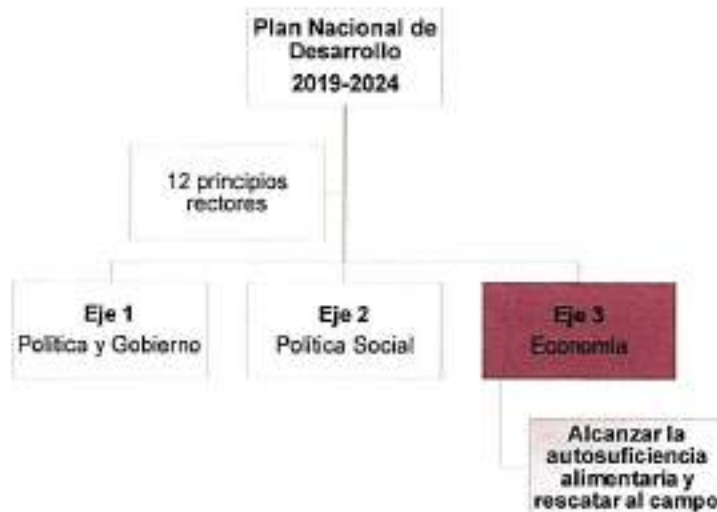 Plan Nacional de
Desarrollo
2019-2024
12 principios
rectores
Eje 1
Política y Gobierno
Eje 2
Política Social
Eje 3
Economía
Alcanzar la
autosuficiencia
alimentaria y
rescatar al campo